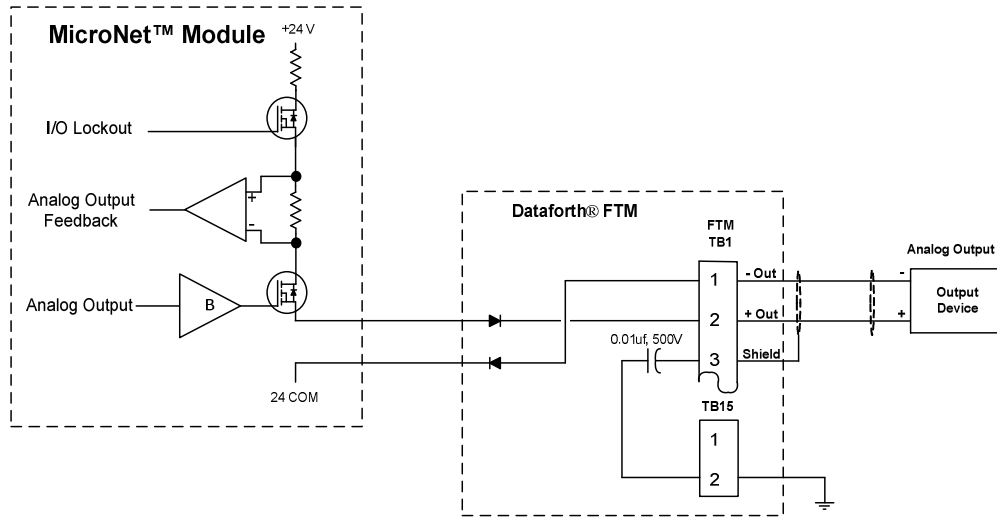 MicroNet™ Module
+24 V
I/O Lockout
Analog Output
Feedback
Analog Output
+
-
B
24 COM
Dataforth® FTM
FTM
TB1
1
2
3
- Out
+ Out
Shield
0.01uf, 500V
TB15
1
2
Analog Output
-
+
Output
Device